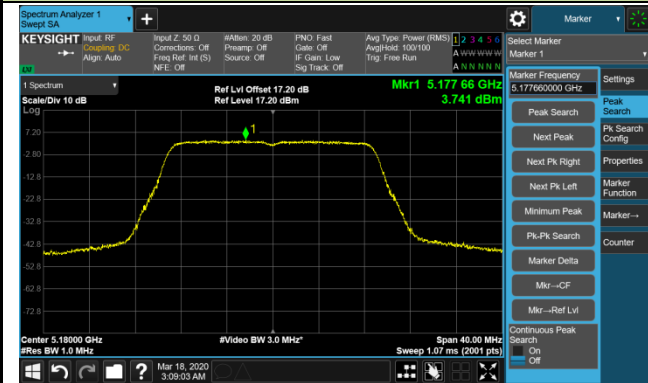 Spectrum Analyzer 1
Swept SA
Marker
KEYSIGHT
Input: RF
Coupling: DC
Align: Auto
Input Z: 50 Ω
Corrections: Off
Freq Ref: Int (S)
NFE: Off
#Atten: 20 dB
Preamp: Off
Source: Off
PNO: Fast
Gate: Off
IF Gain: Low
Sig Track: Off
Avg Type: Power (RMS)
Avg|Hold: 100/100
Trig: Free Run
1 2 3 4 5 6
A W W W W W
A N N N N N
Select Marker
Marker 1
1 Spectrum
Scale/Div 10 dB
Log
Ref Lvl Offset 17.20 dB
Ref Level 17.20 dBm
Mkr1 5.177 66 GHz
3.741 dBm
7.20
-2.80
-12.8
-22.8
-32.8
-42.8
-52.8
-62.8
-72.8
1
Center 5.18000 GHz
#Res BW 1.0 MHz
#Video BW 3.0 MHz*
Span 40.00 MHz
Sweep 1.07 ms (2001 pts)
Marker Frequency
5.177660000 GHz
Peak Search
Next Peak
Next Pk Right
Next Pk Left
Minimum Peak
Pk-Pk Search
Marker Delta
Mkr→CF
Mkr→Ref Lvl
Continuous Peak
Search
On
Off
Settings
Peak
Search
Pk Search
Config
Properties
Marker
Function
Marker→
Counter
Mar 18, 2020
3:09:03 AM